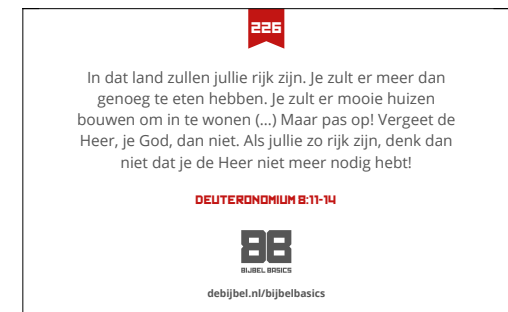 226
In dat land zullen jullie rijk zijn. Je zult er meer dan
genoeg te eten hebben. Je zult er mooie huizen
bouwen om in te wonen (...) Maar pas op! Vergeet de
Heer, je God, dan niet. Als jullie zo rijk zijn, denk dan
niet dat je de Heer niet meer nodig hebt!
DEUTERONOMIUM 8:11-14
BB
BIJBEL BASICS
debijbel.nl/bijbelbasics